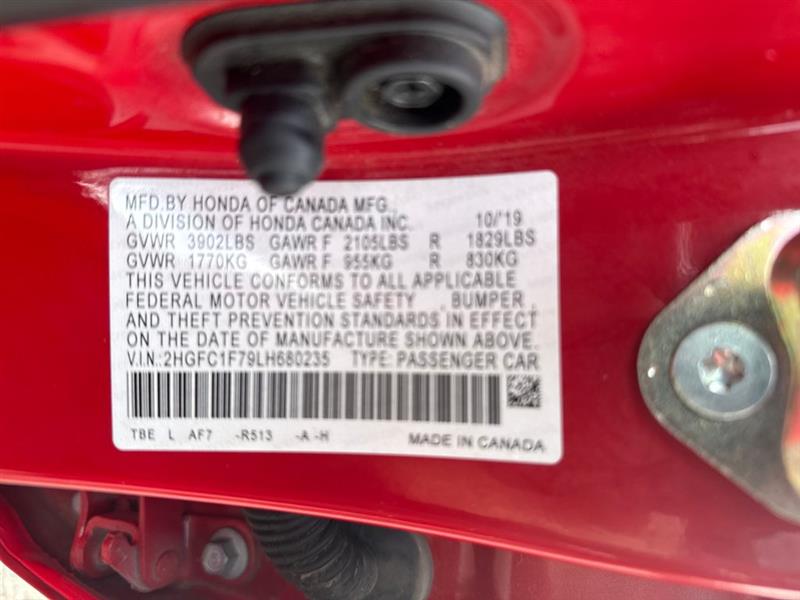 MFD.BY HONDA OF CANADA MFG.
A DIVISION OF HONDA CANADA INC. 10/'19
GVWR 3902LBS GAWR F 2105LBS R 1829LBS
GVWR 1770KG GAWR F 955KG R 830KG
THIS VEHICLE CONFORMS TO ALL APPLICABLE
FEDERAL MOTOR VEHICLE SAFETY , BUMPER ,
AND THEFT PREVENTION STANDARDS IN EFFECT
ON THE DATE OF MANUFACTURE SHOWN ABOVE.
V.I.N.: 2HGFC1F79LH680235 TYPE: PASSENGER CAR
TBE L AF7 -R513 -A -H MADE IN CANADA